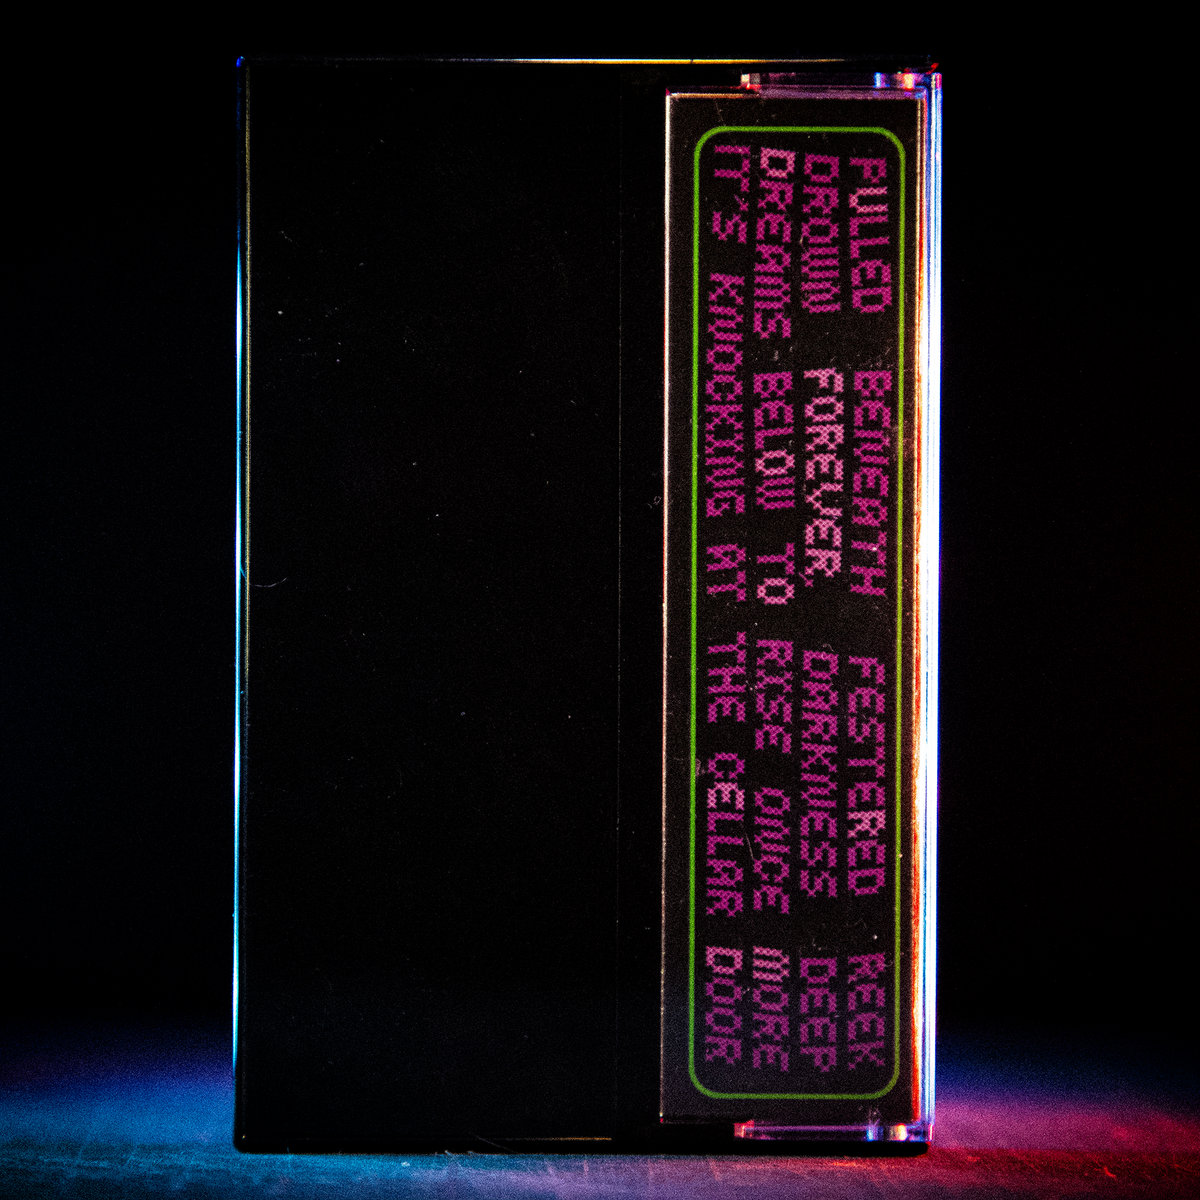 PULLED BENEATH FESTERED REEK
DROWN FOREVER, DARKNESS DEEP
DREAMS BELOW TO RISE ONCE MORE
IT'S KNOCKING AT THE CELLAR DOOR